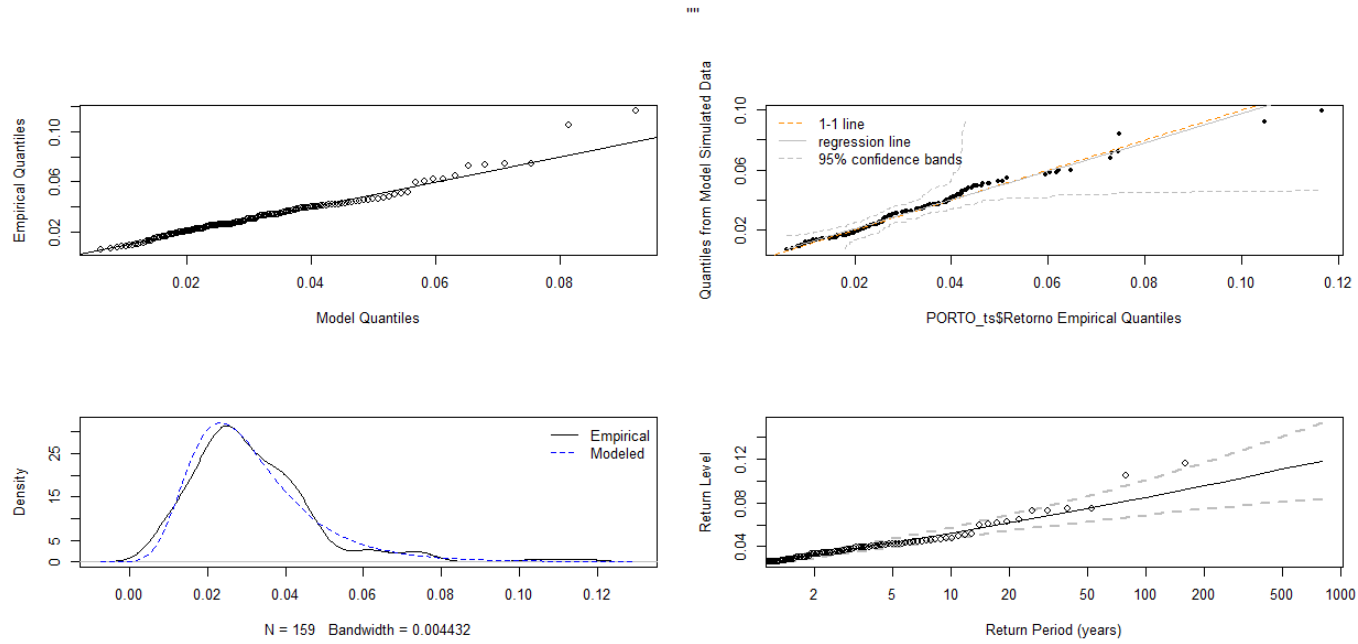 ""
Empirical Quantiles
0.02 0.06 0.10
0.02 0.04 0.06 0.08
Model Quantiles
Quantiles from Model Simulated Data
0.02 0.06 0.10
1-1 line
regression line
95% confidence bands
0.02 0.04 0.06 0.08 0.10 0.12
PORTO_ts$Retorno Empirical Quantiles
Density
0 5 15 25
Empirical
Modeled
0.00 0.02 0.04 0.06 0.08 0.10 0.12
N = 159 Bandwidth = 0.004432
Return Level
0.04 0.08 0.12
2 5 10 20 50 100 200 500 1000
Return Period (years)